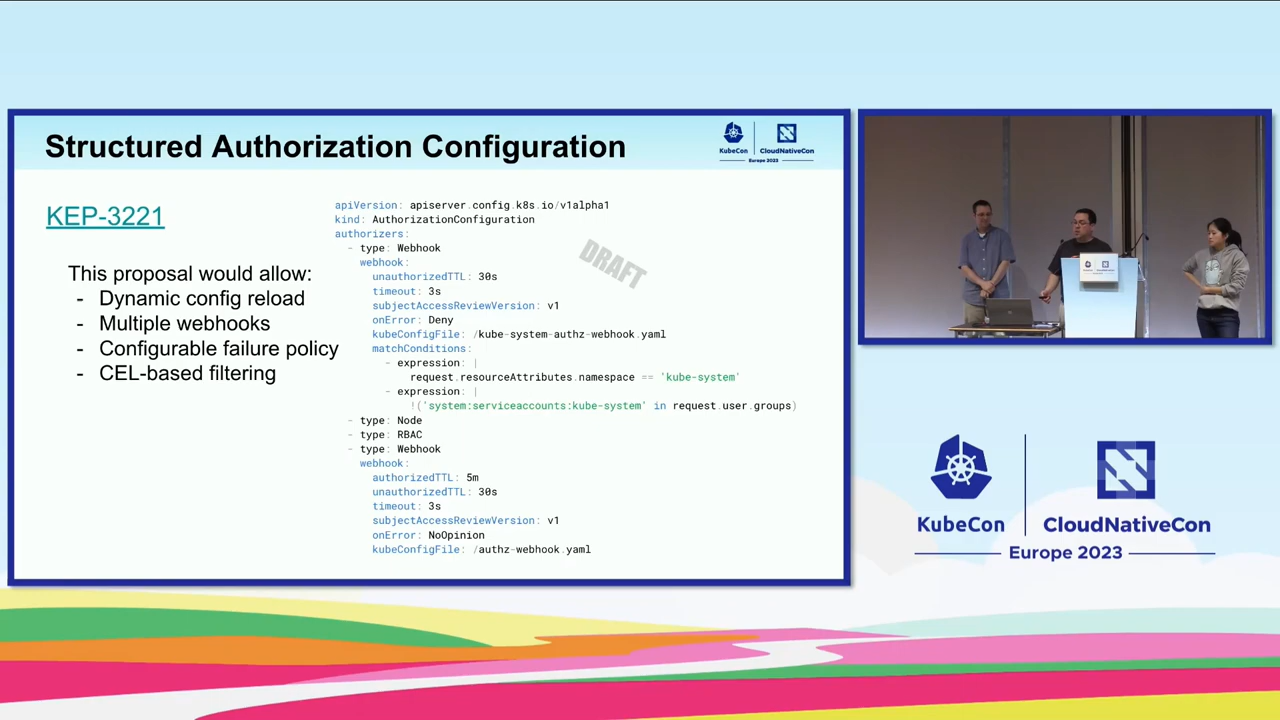 Structured Authorization Configuration
KubeCon
CloudNativeCon
Europe 2023
KEP-3221
This proposal would allow:
- Dynamic config reload
- Multiple webhooks
- Configurable failure policy
- CEL-based filtering
DRAFT
apiVersion: apiserver.config.k8s.io/v1alpha1
kind: AuthorizationConfiguration
authorizers:
- type: Webhook
webhook:
unauthorizedTTL: 30s
timeout: 3s
subjectAccessReviewVersion: v1
onError: Deny
kubeConfigFile: /kube-system-authz-webhook.yaml
matchConditions:
- expression: |
request.resourceAttributes.namespace == 'kube-system'
- expression: |
!('system:serviceaccounts:kube-system' in request.user.groups)
- type: Node
- type: RBAC
- type: Webhook
webhook:
authorizedTTL: 5m
unauthorizedTTL: 30s
timeout: 3s
subjectAccessReviewVersion: v1
onError: NoOpinion
kubeConfigFile: /authz-webhook.yaml
KubeCon
CloudNativeCon
Europe 2023